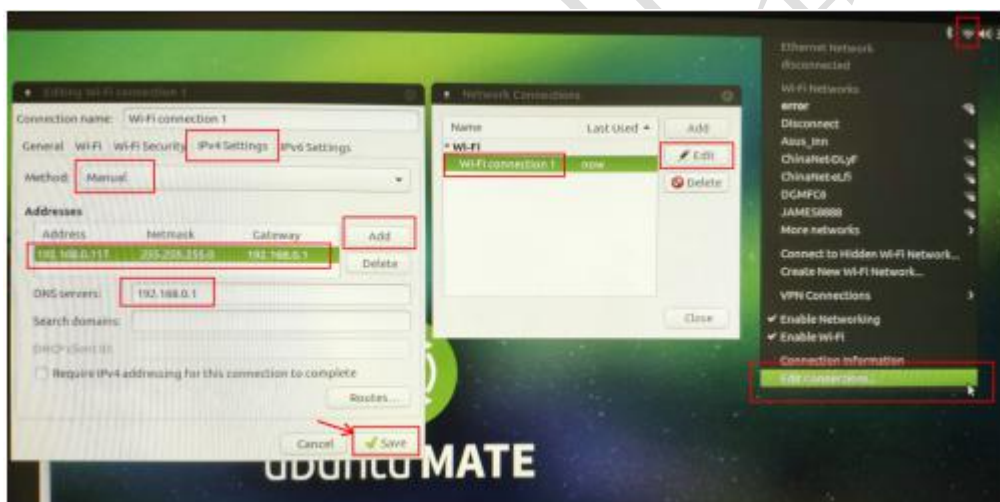 Editing Wi-Fi connection 1
Connection name: Wi-Fi connection 1
General Wi-Fi Wi-Fi Security IPv4 Settings IPv6 Settings
Method: Manual
Addresses
Address Netmask Gateway Add
192.168.0.117 255.255.255.0 192.168.0.1
Delete
DNS servers: 192.168.0.1
Search domains:
DHCP client ID:
Require IPv4 addressing for this connection to complete
Routes...
Cancel Save
Network Connections
Name Last Used Add
Wi-Fi
Wi-Fi connection 1 now
Edit
Delete
Close
Ethernet Network
disconnected
Wi-Fi Networks
error
Disconnect
Asus_Inn
ChinaNet-DLyF
ChinaNet-eLfi
DGMFC6
JAMES8888
More networks
Connect to Hidden Wi-Fi Network...
Create New Wi-Fi Network...
VPN Connections
Enable Networking
Enable Wi-Fi
Connection Information
Edit Connections...
ubuntu MATE